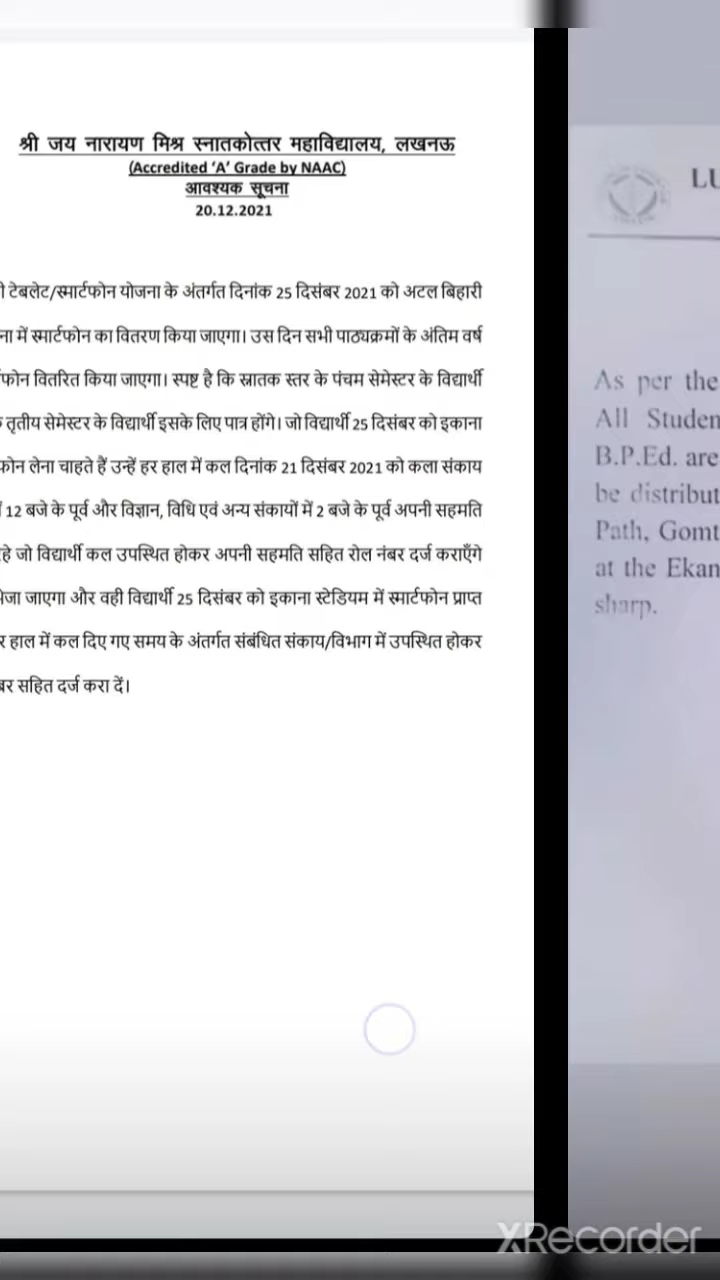 श्री जय नारायण मिश्र स्नातकोत्तर महाविद्यालय, लखनऊ
(Accredited ‘A’ Grade by NAAC)
आवश्यक सूचना
20.12.2021
टेबलेट/स्मार्टफोन योजना के अंतर्गत दिनांक 25 दिसंबर 2021 को अटल बिहारी
में स्मार्टफोन का वितरण किया जाएगा। उस दिन सभी पाठ्यक्रमों के अंतिम वर्ष
फोन वितरित किया जाएगा। स्पष्ट है कि स्नातक स्तर के पंचम सेमेस्टर के विद्यार्थी
तृतीय सेमेस्टर के विद्यार्थी इसके लिए पात्र होंगे। जो विद्यार्थी 25 दिसंबर को इकाना
फोन लेना चाहते हैं उन्हें हर हाल में कल दिनांक 21 दिसंबर 2021 को कला संकाय
12 बजे के पूर्व और विज्ञान, विधि एवं अन्य संकायों में 2 बजे के पूर्व अपनी सहमति
रहे जो विद्यार्थी कल उपस्थित होकर अपनी सहमति सहित रोल नंबर दर्ज कराएँगे
जाएगा और वही विद्यार्थी 25 दिसंबर को इकाना स्टेडियम में स्मार्टफोन प्राप्त
हाल में कल दिए गए समय के अंतर्गत संबंधित संकाय/विभाग में उपस्थित होकर
सहित दर्ज करा दें।
LU
As per the
All Studen
B.P.Ed. are
be distribut
Path, Gomt
at the Ekan
sharp.
XRecorder